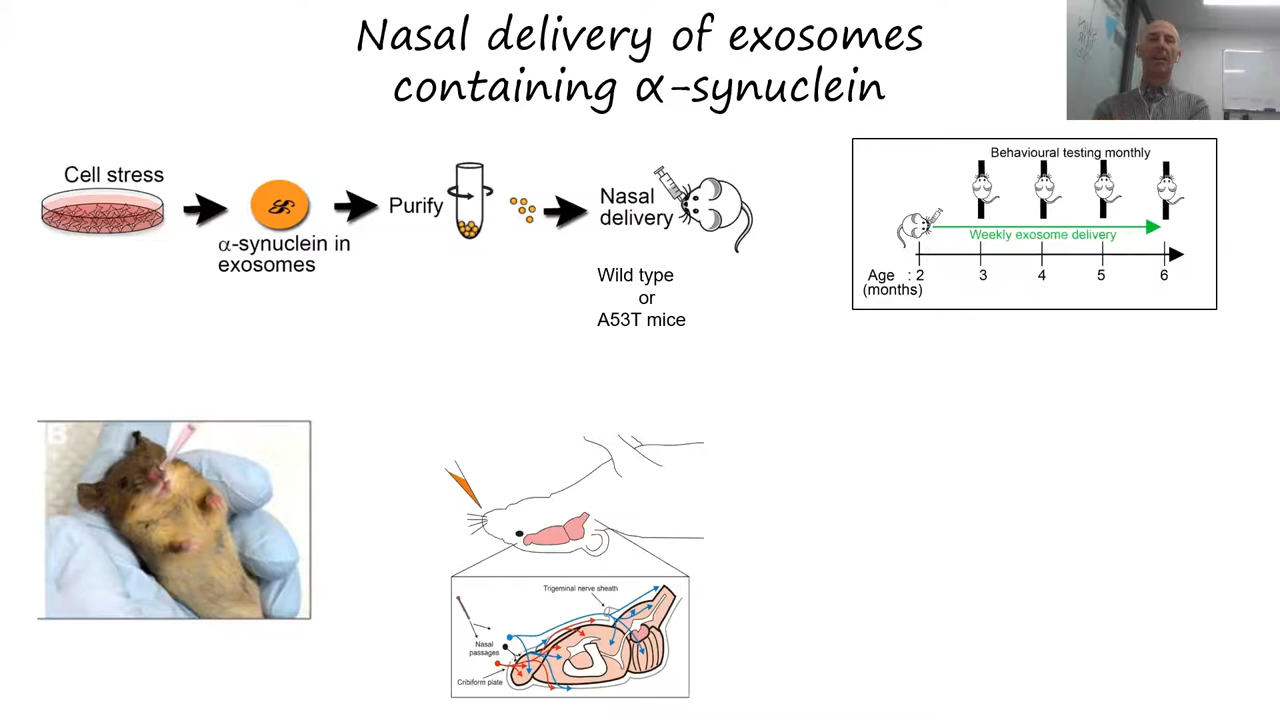 Nasal delivery of exosomes
containing α-synuclein
Cell stress
α-synuclein in
exosomes
Purify
Nasal
delivery
Wild type
or
A53T mice
Behavioural testing monthly
Weekly exosome delivery
Age : 2 3 4 5 6
(months)
B
Trigeminal nerve sheath
Nasal
passages
Cribiform plate